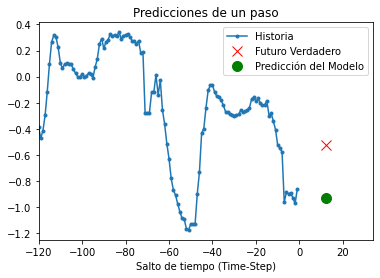 Predicciones de un paso
Historia
Futuro Verdadero
Predicción del Modelo
0.4
0.2
0.0
−0.2
−0.4
−0.6
−0.8
−1.0
−1.2
−120 −100 −80 −60 −40 −20 0 20
Salto de tiempo (Time-Step)